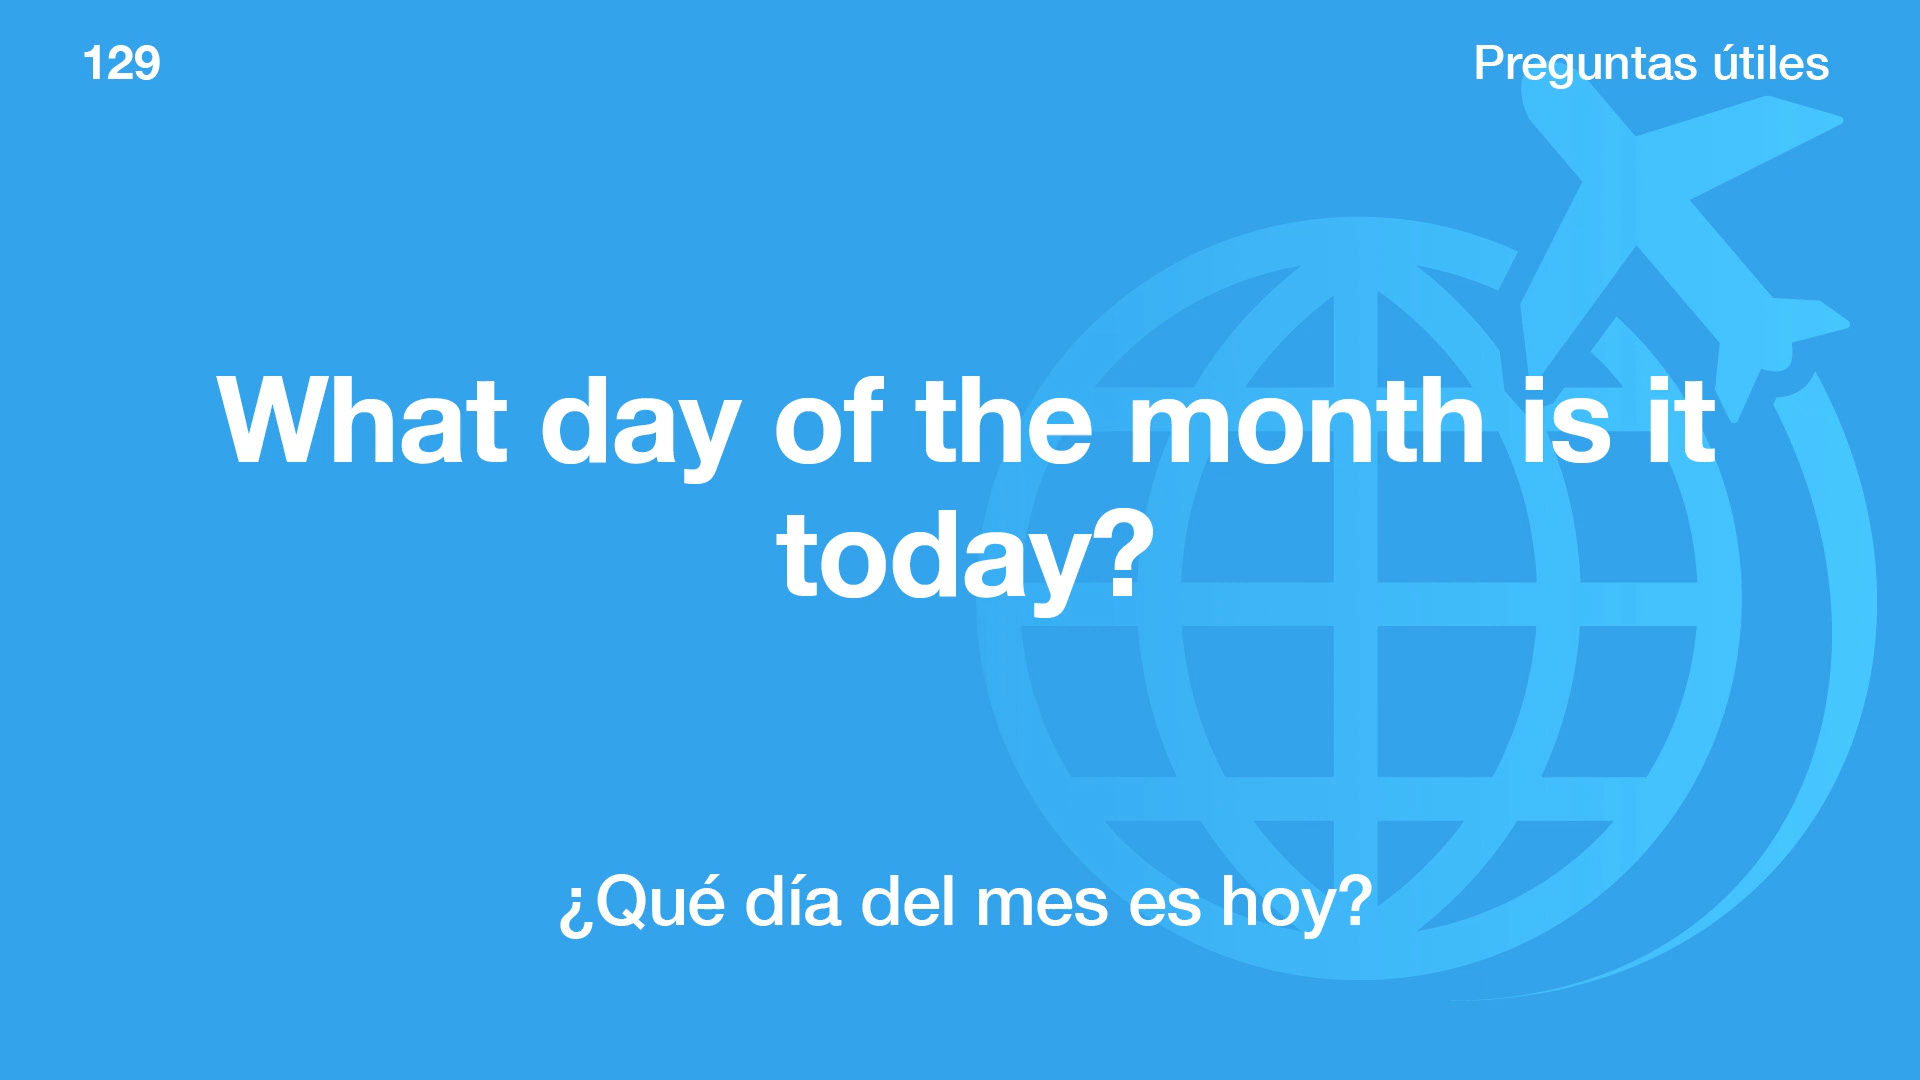 129
Preguntas útiles
What day of the month is it
today?
¿Qué día del mes es hoy?